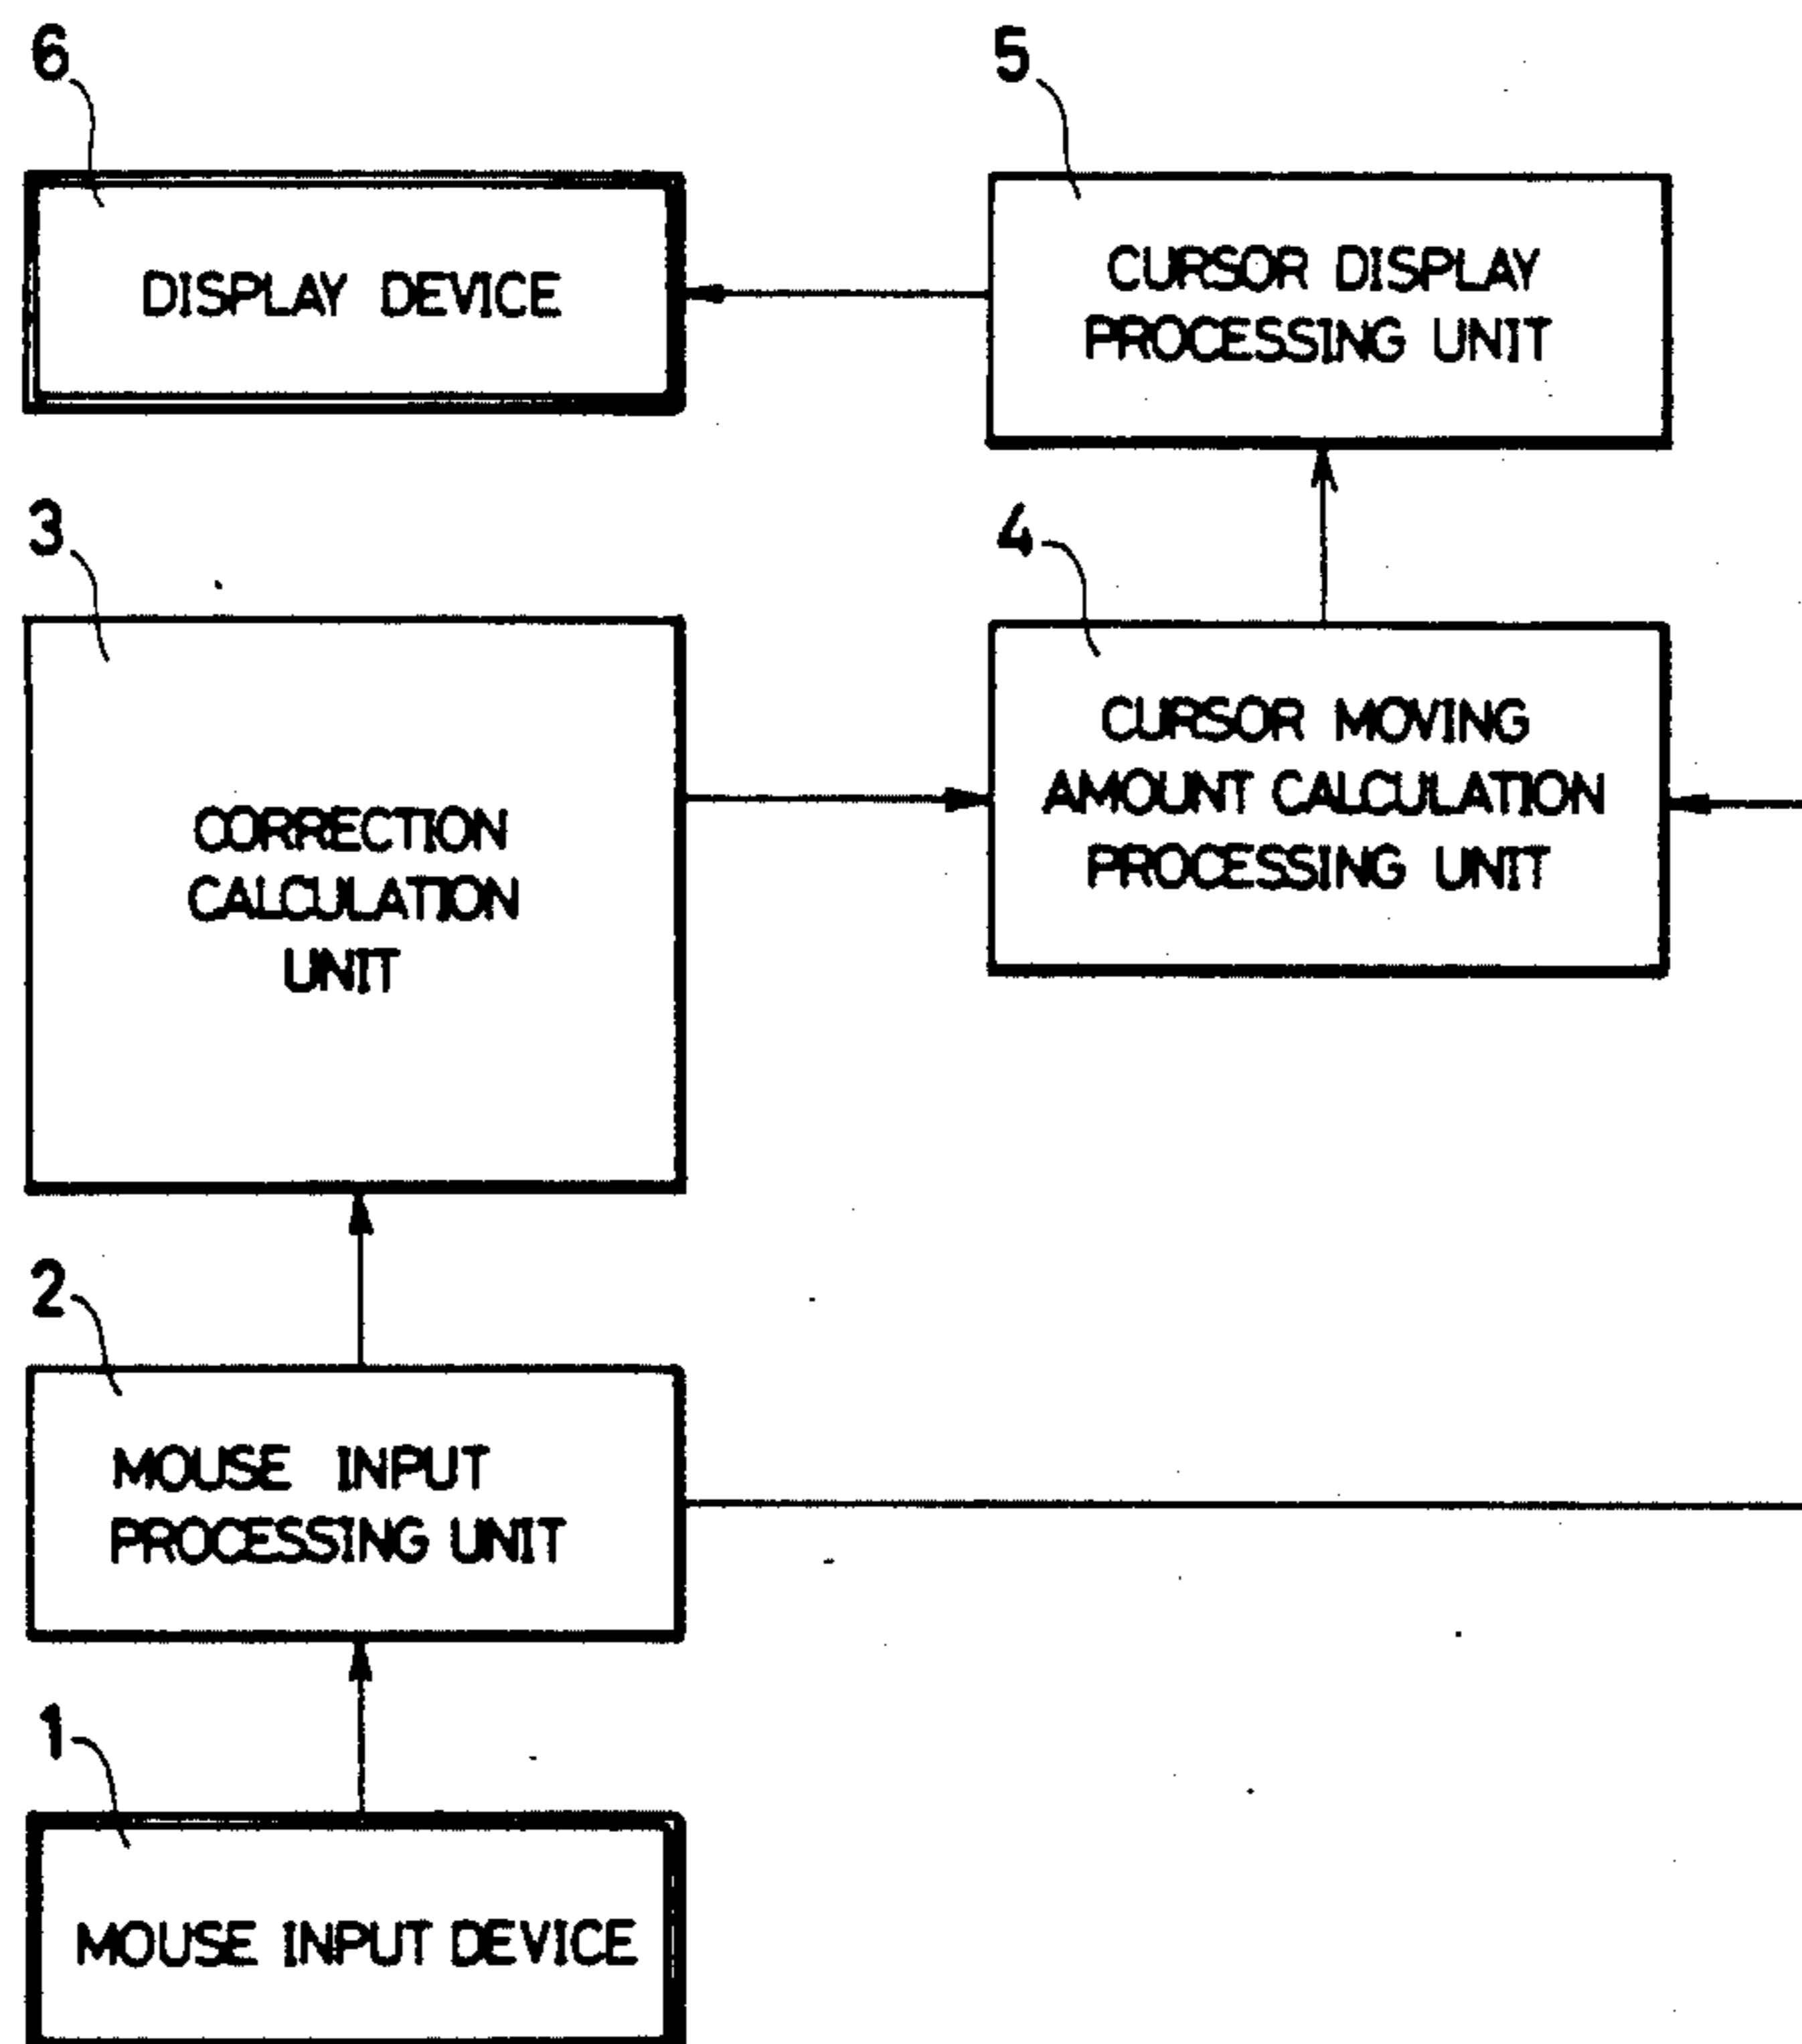 6
DISPLAY DEVICE
5
CURSOR DISPLAY
PROCESSING UNIT
3
CORRECTION
CALCULATION
UNIT
4
CURSOR MOVING
AMOUNT CALCULATION
PROCESSING UNIT
2
MOUSE INPUT
PROCESSING UNIT
1
MOUSE INPUT DEVICE